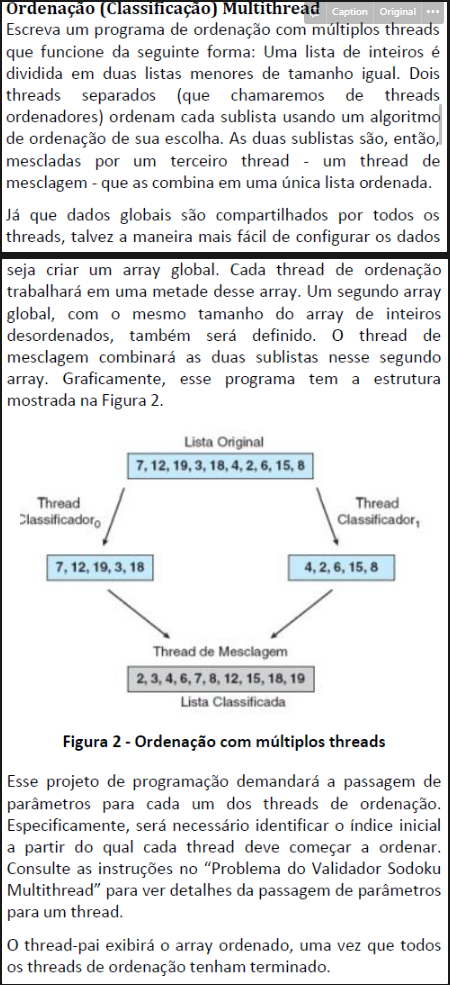 Ordenação (Classificação) Multithread
Caption Original
Escreva um programa de ordenação com múltiplos threads
que funcione da seguinte forma: Uma lista de inteiros é
dividida em duas listas menores de tamanho igual. Dois
threads separados (que chamaremos de threads
ordenadores) ordenam cada sublista usando um algoritmo
de ordenação de sua escolha. As duas sublistas são, então,
mescladas por um terceiro thread - um thread de
mesclagem - que as combina em uma única lista ordenada.
Já que dados globais são compartilhados por todos os
threads, talvez a maneira mais fácil de configurar os dados
seja criar um array global. Cada thread de ordenação
trabalhará em uma metade desse array. Um segundo array
global, com o mesmo tamanho do array de inteiros
desordenados, também será definido. O thread de
mesclagem combinará as duas sublistas nesse segundo
array. Graficamente, esse programa tem a estrutura
mostrada na Figura 2.
Lista Original
7, 12, 19, 3, 18, 4, 2, 6, 15, 8
Thread
Classificador0
Thread
Classificador1
7, 12, 19, 3, 18
4, 2, 6, 15, 8
Thread de Mesclagem
2, 3, 4, 6, 7, 8, 12, 15, 18, 19
Lista Classificada
Figura 2 - Ordenação com múltiplos threads
Esse projeto de programação demandará a passagem de
parâmetros para cada um dos threads de ordenação.
Especificamente, será necessário identificar o índice inicial
a partir do qual cada thread deve começar a ordenar.
Consulte as instruções no “Problema do Validador Sodoku
Multithread” para ver detalhes da passagem de parâmetros
para um thread.
O thread-pai exibirá o array ordenado, uma vez que todos
os threads de ordenação tenham terminado.